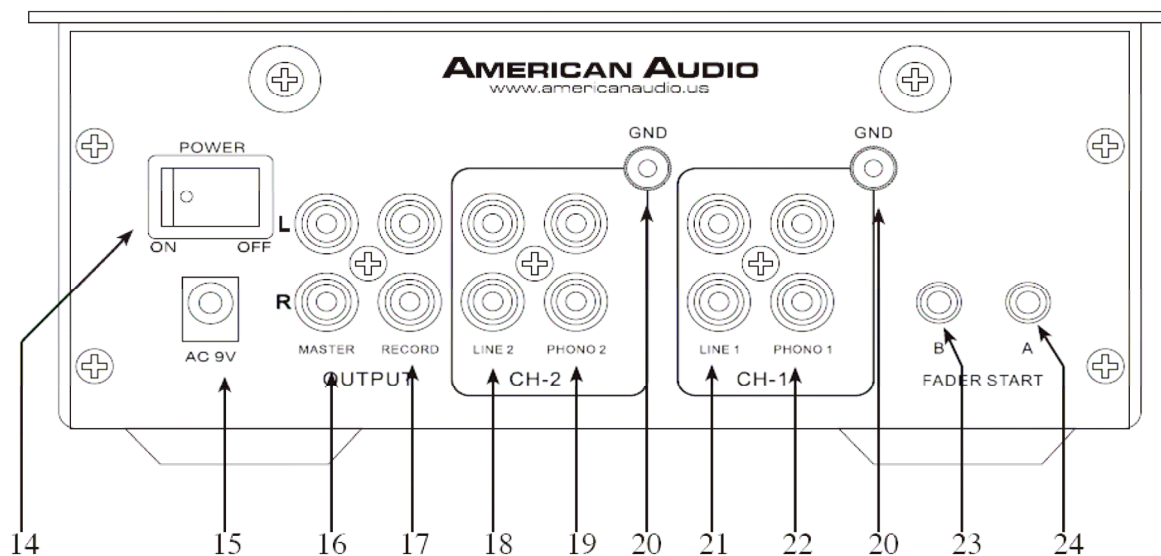 AMERICAN AUDIO
www.americanaudio.us
POWER
ON OFF
AC 9V
L
R
MASTER RECORD
OUTPUT
GND
LINE 2 PHONO 2
CH-2
GND
LINE 1 PHONO 1
CH-1
B A
FADER START
14 15 16 17 18 19 20 21 22 20 23 24